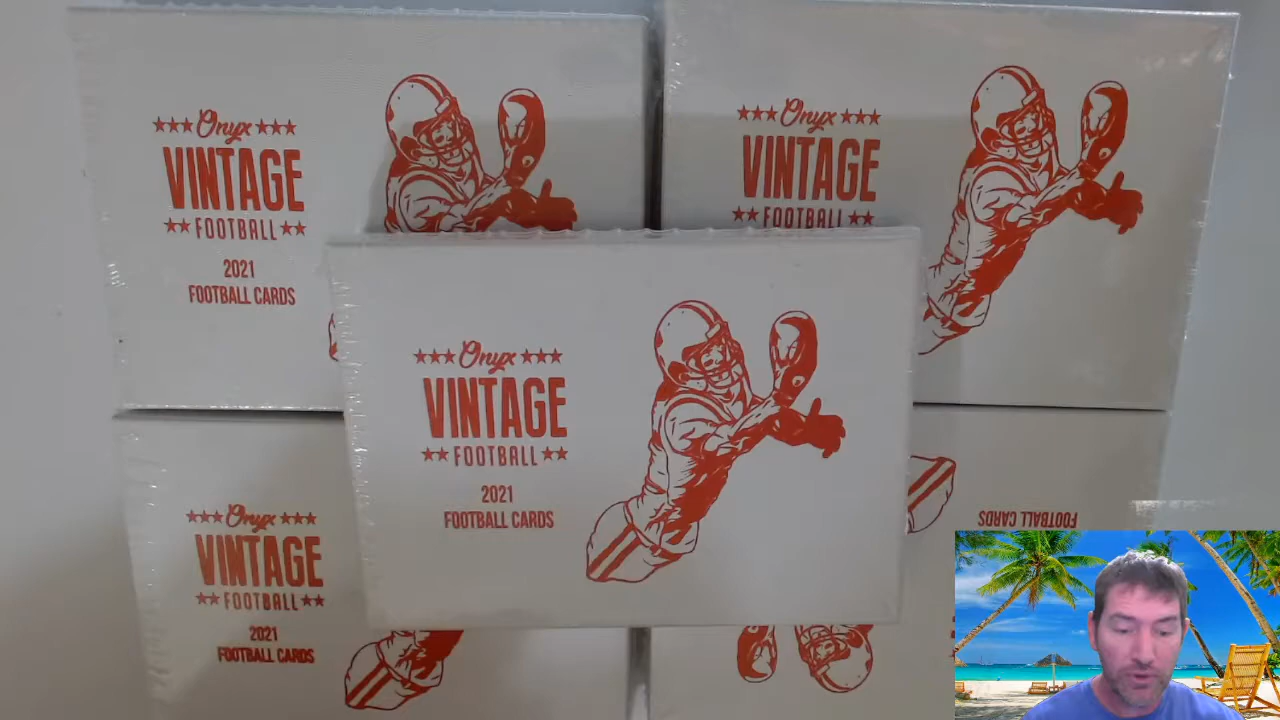 ★★★ Onyx ★★★
VINTAGE
★★ FOOTBALL ★★
2021
FOOTBALL CARDS
★★★ Onyx ★★★
VINTAGE
★★ FOOTBALL ★★
★★★ Onyx ★★★
VINTAGE
★★ FOOTBALL ★★
2021
FOOTBALL CARDS
★★★ Onyx ★★★
VINTAGE
★★ FOOTBALL ★★
2021
FOOTBALL CARDS
FOOTBALL CARDS